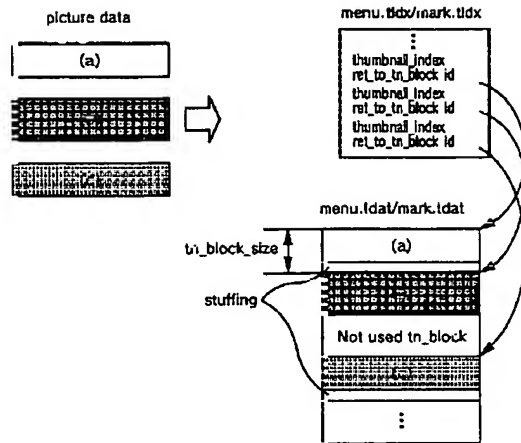 picture data
(a)
menu.tidx/mark.tidx
thumbnail_index
ref_to_tn_block id
thumbnail_index
ref_to_tn_block id
thumbnail_index
ref_to_tn_block id
menu.tdat/mark.tdat
tn_block_size
(a)
stuffing
Not used tn_block